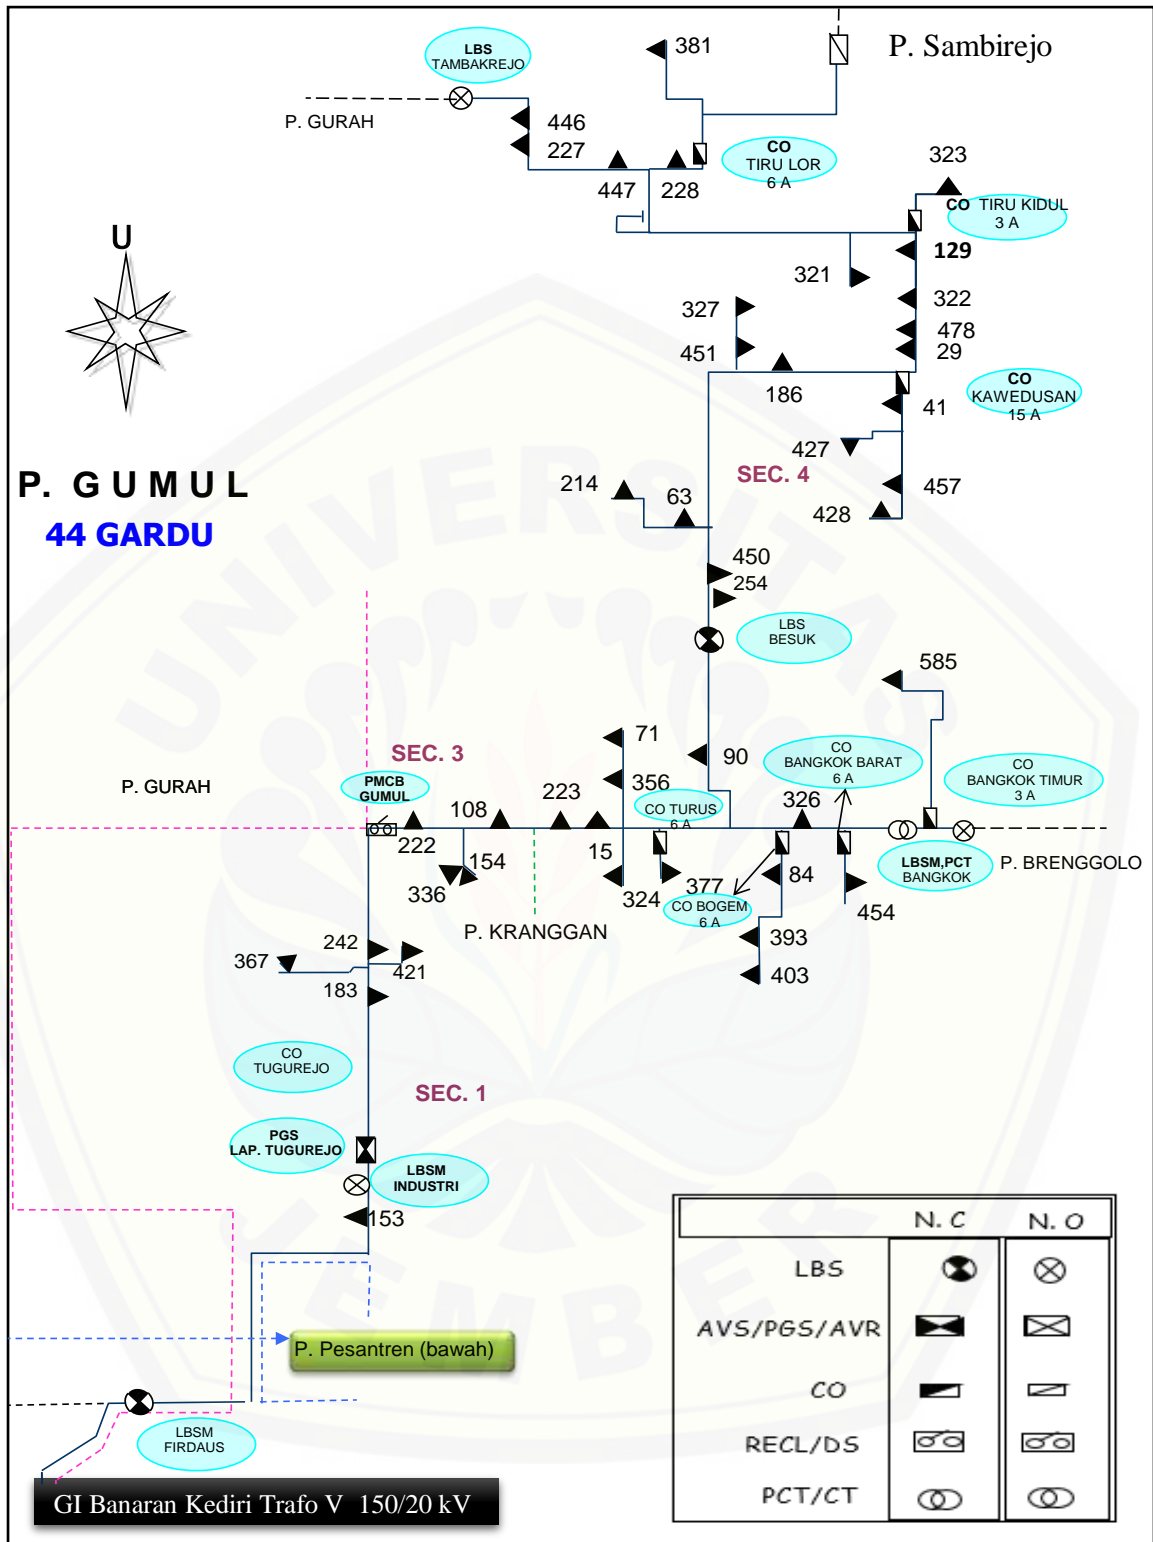 381
P. Sambirejo
LBS
TAMBAKREJO
P. GURAH
446
227
447
228
CO
TIRU LOR
6 A
323
CO TIRU KIDUL
3 A
U
129
321
322
327
478
451
29
186
CO
KAWEDUSAN
15 A
41
427
P. G U M U L
44 GARDU
SEC. 4
214
63
457
428
450
254
LBS
BESUK
585
71
SEC. 3
90
CO
BANGKOK BARAT
6 A
CO
BANGKOK TIMUR
3 A
P. GURAH
PMCB
GUMUL
356
108
223
CO TURUS
6 A
326
222
154
15
336
324
377
84
LBSM,PCT
BANGKOK
P. BRENGGOLO
CO BOGEM
6 A
454
P. KRANGGAN
242
393
367
421
403
183
CO
TUGUREJO
SEC. 1
PGS
LAP. TUGUREJO
LBSM
INDUSTRI
153
N. C
N. O
LBS
AVS/PGS/AVR
CO
RECL/DS
PCT/CT
P. Pesantren (bawah)
LBSM
FIRDAUS
GI Banaran Kediri Trafo V 150/20 kV
UNIVERSITAS
JEMBER